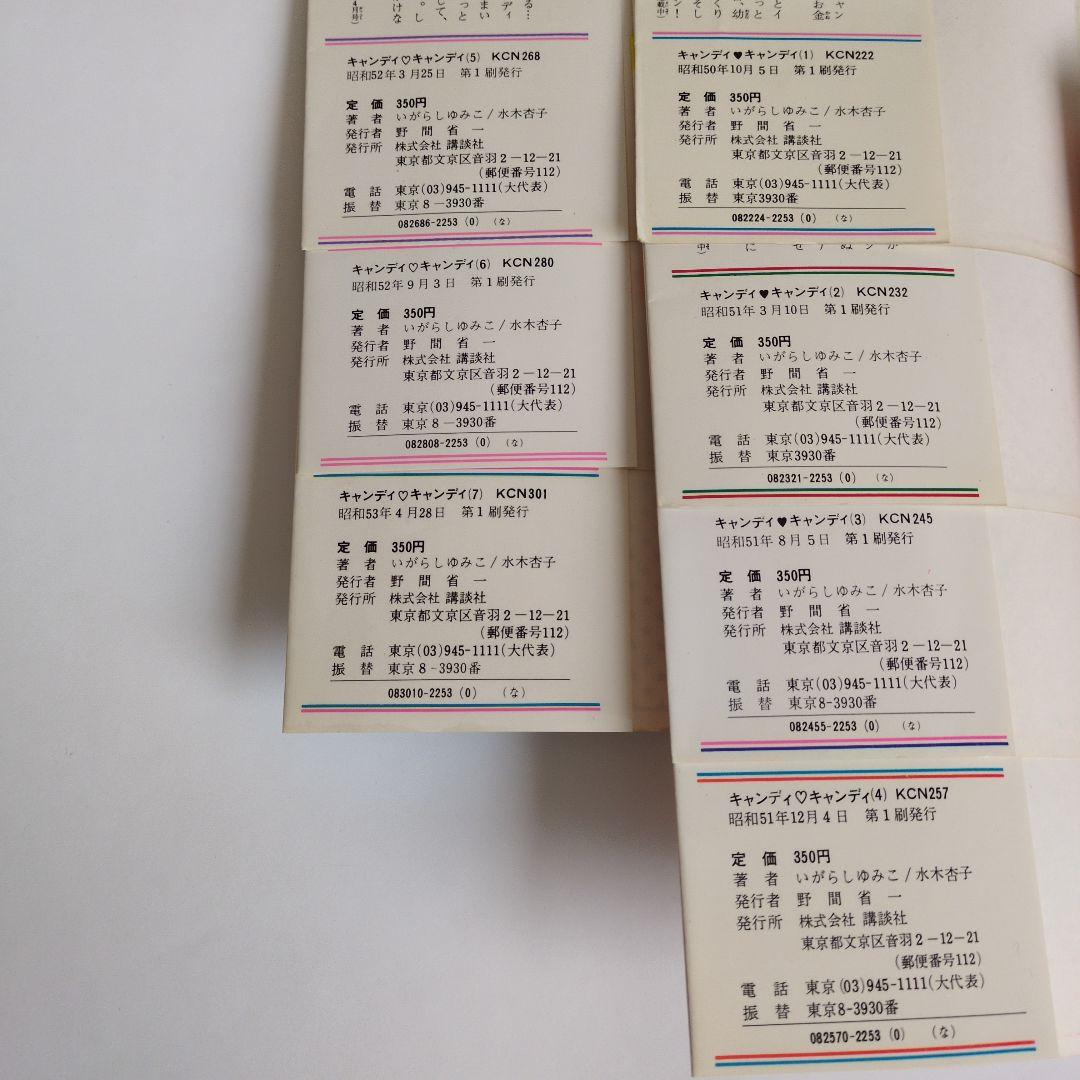 キャンディ♡キャンディ(5) KCN268
昭和52年3月25日 第1刷発行
定価 350円
著者 いがらしゆみこ/水木杏子
発行者 野間省一
発行所 株式会社 講談社
東京都文京区音羽2-12-21
(郵便番号112)
電話 東京(03)945-1111(大代表)
振替 東京8-3930番
082686-2253 (0) (な)
キャンディ♡キャンディ(6) KCN280
昭和52年9月3日 第1刷発行
定価 350円
著者 いがらしゆみこ/水木杏子
発行者 野間省一
発行所 株式会社 講談社
東京都文京区音羽2-12-21
(郵便番号112)
電話 東京(03)945-1111(大代表)
振替 東京8-3930番
082808-2253 (0) (な)
キャンディ♡キャンディ(7) KCN301
昭和53年4月28日 第1刷発行
定価 350円
著者 いがらしゆみこ/水木杏子
発行者 野間省一
発行所 株式会社 講談社
東京都文京区音羽2-12-21
(郵便番号112)
電話 東京(03)945-1111(大代表)
振替 東京8-3930番
083010-2253 (0) (な)
キャンディ♥キャンディ(1) KCN222
昭和50年10月5日 第1刷発行
定価 350円
著者 いがらしゆみこ/水木杏子
発行者 野間省一
発行所 株式会社 講談社
東京都文京区音羽2-12-21
(郵便番号112)
電話 東京(03)945-1111(大代表)
振替 東京3930番
082224-2253 (0) (な)
キャンディ♥キャンディ(2) KCN232
昭和51年3月10日 第1刷発行
定価 350円
著者 いがらしゆみこ/水木杏子
発行者 野間省一
発行所 株式会社 講談社
東京都文京区音羽2-12-21
(郵便番号112)
電話 東京(03)945-1111(大代表)
振替 東京3930番
082321-2253 (0) (な)
キャンディ♥キャンディ(3) KCN245
昭和51年8月5日 第1刷発行
定価 350円
著者 いがらしゆみこ/水木杏子
発行者 野間省一
発行所 株式会社 講談社
東京都文京区音羽2-12-21
(郵便番号112)
電話 東京(03)945-1111(大代表)
振替 東京8-3930番
082455-2253 (0) (な)
キャンディ♡キャンディ(4) KCN257
昭和51年12月4日 第1刷発行
定価 350円
著者 いがらしゆみこ/水木杏子
発行者 野間省一
発行所 株式会社 講談社
東京都文京区音羽2-12-21
(郵便番号112)
電話 東京(03)945-1111(大代表)
振替 東京8-3930番
082570-2253 (0) (な)